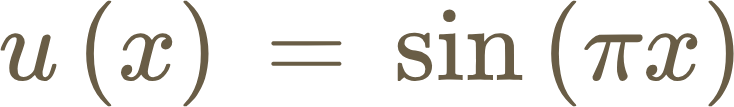 u (x) = sin (πx)